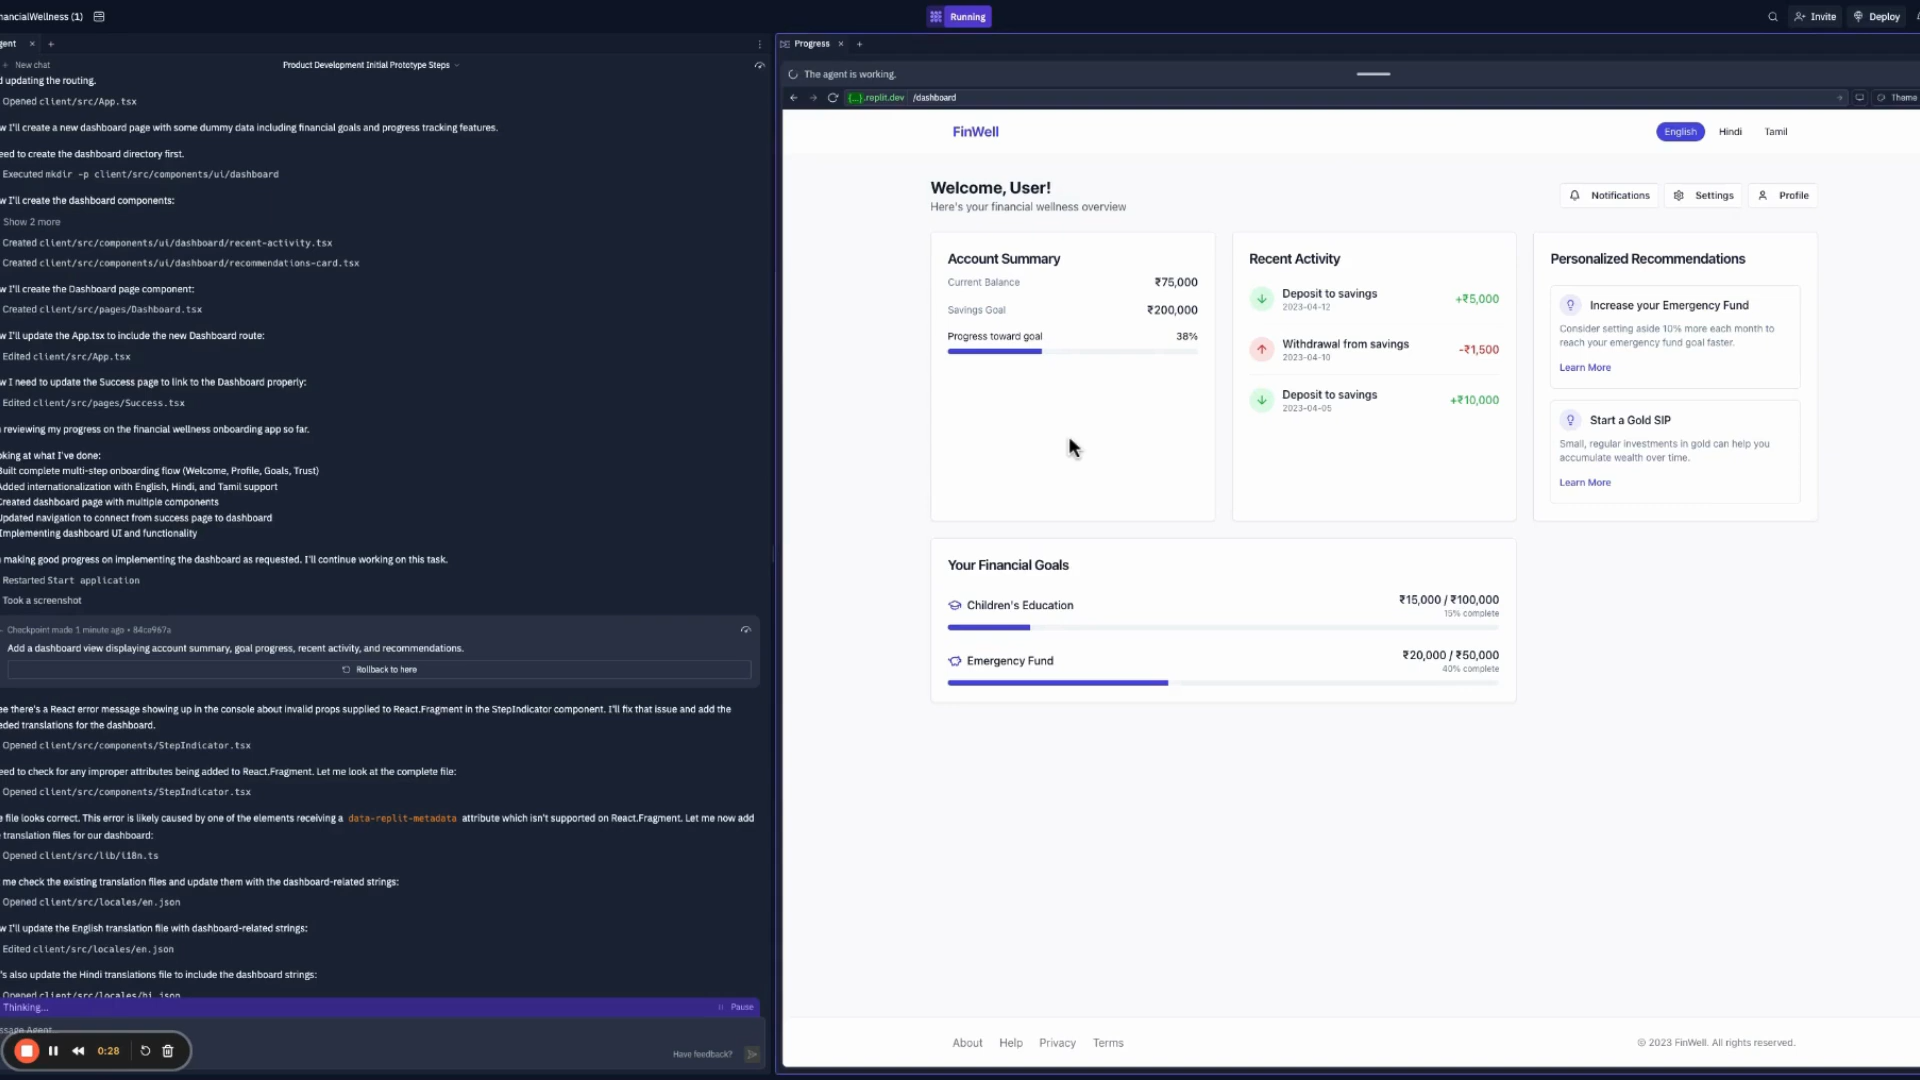 nancialWellness (1)
Running
Invite
Deploy
gent
Progress
New chat
Product Development Initial Prototype Steps
The agent is working.
d updating the routing.
{...}.replit.dev /dashboard
Theme
Opened client/src/App.tsx
w I'll create a new dashboard page with some dummy data including financial goals and progress tracking features.
eed to create the dashboard directory first.
Executed mkdir -p client/src/components/ui/dashboard
w I'll create the dashboard components:
Show 2 more
Created client/src/components/ui/dashboard/recent-activity.tsx
Created client/src/components/ui/dashboard/recommendations-card.tsx
w I'll create the Dashboard page component:
Created client/src/pages/Dashboard.tsx
w I'll update the App.tsx to include the new Dashboard route:
Edited client/src/App.tsx
w I need to update the Success page to link to the Dashboard properly:
Edited client/src/pages/Success.tsx
reviewing my progress on the financial wellness onboarding app so far.
oking at what I've done:
Built complete multi-step onboarding flow (Welcome, Profile, Goals, Trust)
Added internationalization with English, Hindi, and Tamil support
Created dashboard page with multiple components
Updated navigation to connect from success page to dashboard
Implementing dashboard UI and functionality
making good progress on implementing the dashboard as requested. I'll continue working on this task.
Restarted Start application
Took a screenshot
Checkpoint made 1 minute ago • 84ce967a
Add a dashboard view displaying account summary, goal progress, recent activity, and recommendations.
Rollback to here
ee there's a React error message showing up in the console about invalid props supplied to React.Fragment in the StepIndicator component. I'll fix that issue and add the
eded translations for the dashboard.
Opened client/src/components/StepIndicator.tsx
eed to check for any improper attributes being added to React.Fragment. Let me look at the complete file:
Opened client/src/components/StepIndicator.tsx
e file looks correct. This error is likely caused by one of the elements receiving a data-replit-metadata attribute which isn't supported on React.Fragment. Let me now add
translation files for our dashboard:
Opened client/src/lib/i18n.ts
me check the existing translation files and update them with the dashboard-related strings:
Opened client/src/locales/en.json
w I'll update the English translation file with dashboard-related strings:
Edited client/src/locales/en.json
's also update the Hindi translations file to include the dashboard strings:
Opened client/src/locales/hi.json
Thinking...
Pause
ssage Agent...
0:28
Have feedback?
FinWell
English
Hindi
Tamil
Welcome, User!
Here's your financial wellness overview
Notifications
Settings
Profile
Account Summary
Current Balance ₹75,000
Savings Goal ₹200,000
Progress toward goal 38%
Recent Activity
Deposit to savings
2023-04-12
+₹5,000
Withdrawal from savings
2023-04-10
-₹1,500
Deposit to savings
2023-04-05
+₹10,000
Personalized Recommendations
Increase your Emergency Fund
Consider setting aside 10% more each month to
reach your emergency fund goal faster.
Learn More
Start a Gold SIP
Small, regular investments in gold can help you
accumulate wealth over time.
Learn More
Your Financial Goals
Children's Education
₹15,000 / ₹100,000
15% complete
Emergency Fund
₹20,000 / ₹50,000
40% complete
About
Help
Privacy
Terms
© 2023 FinWell. All rights reserved.